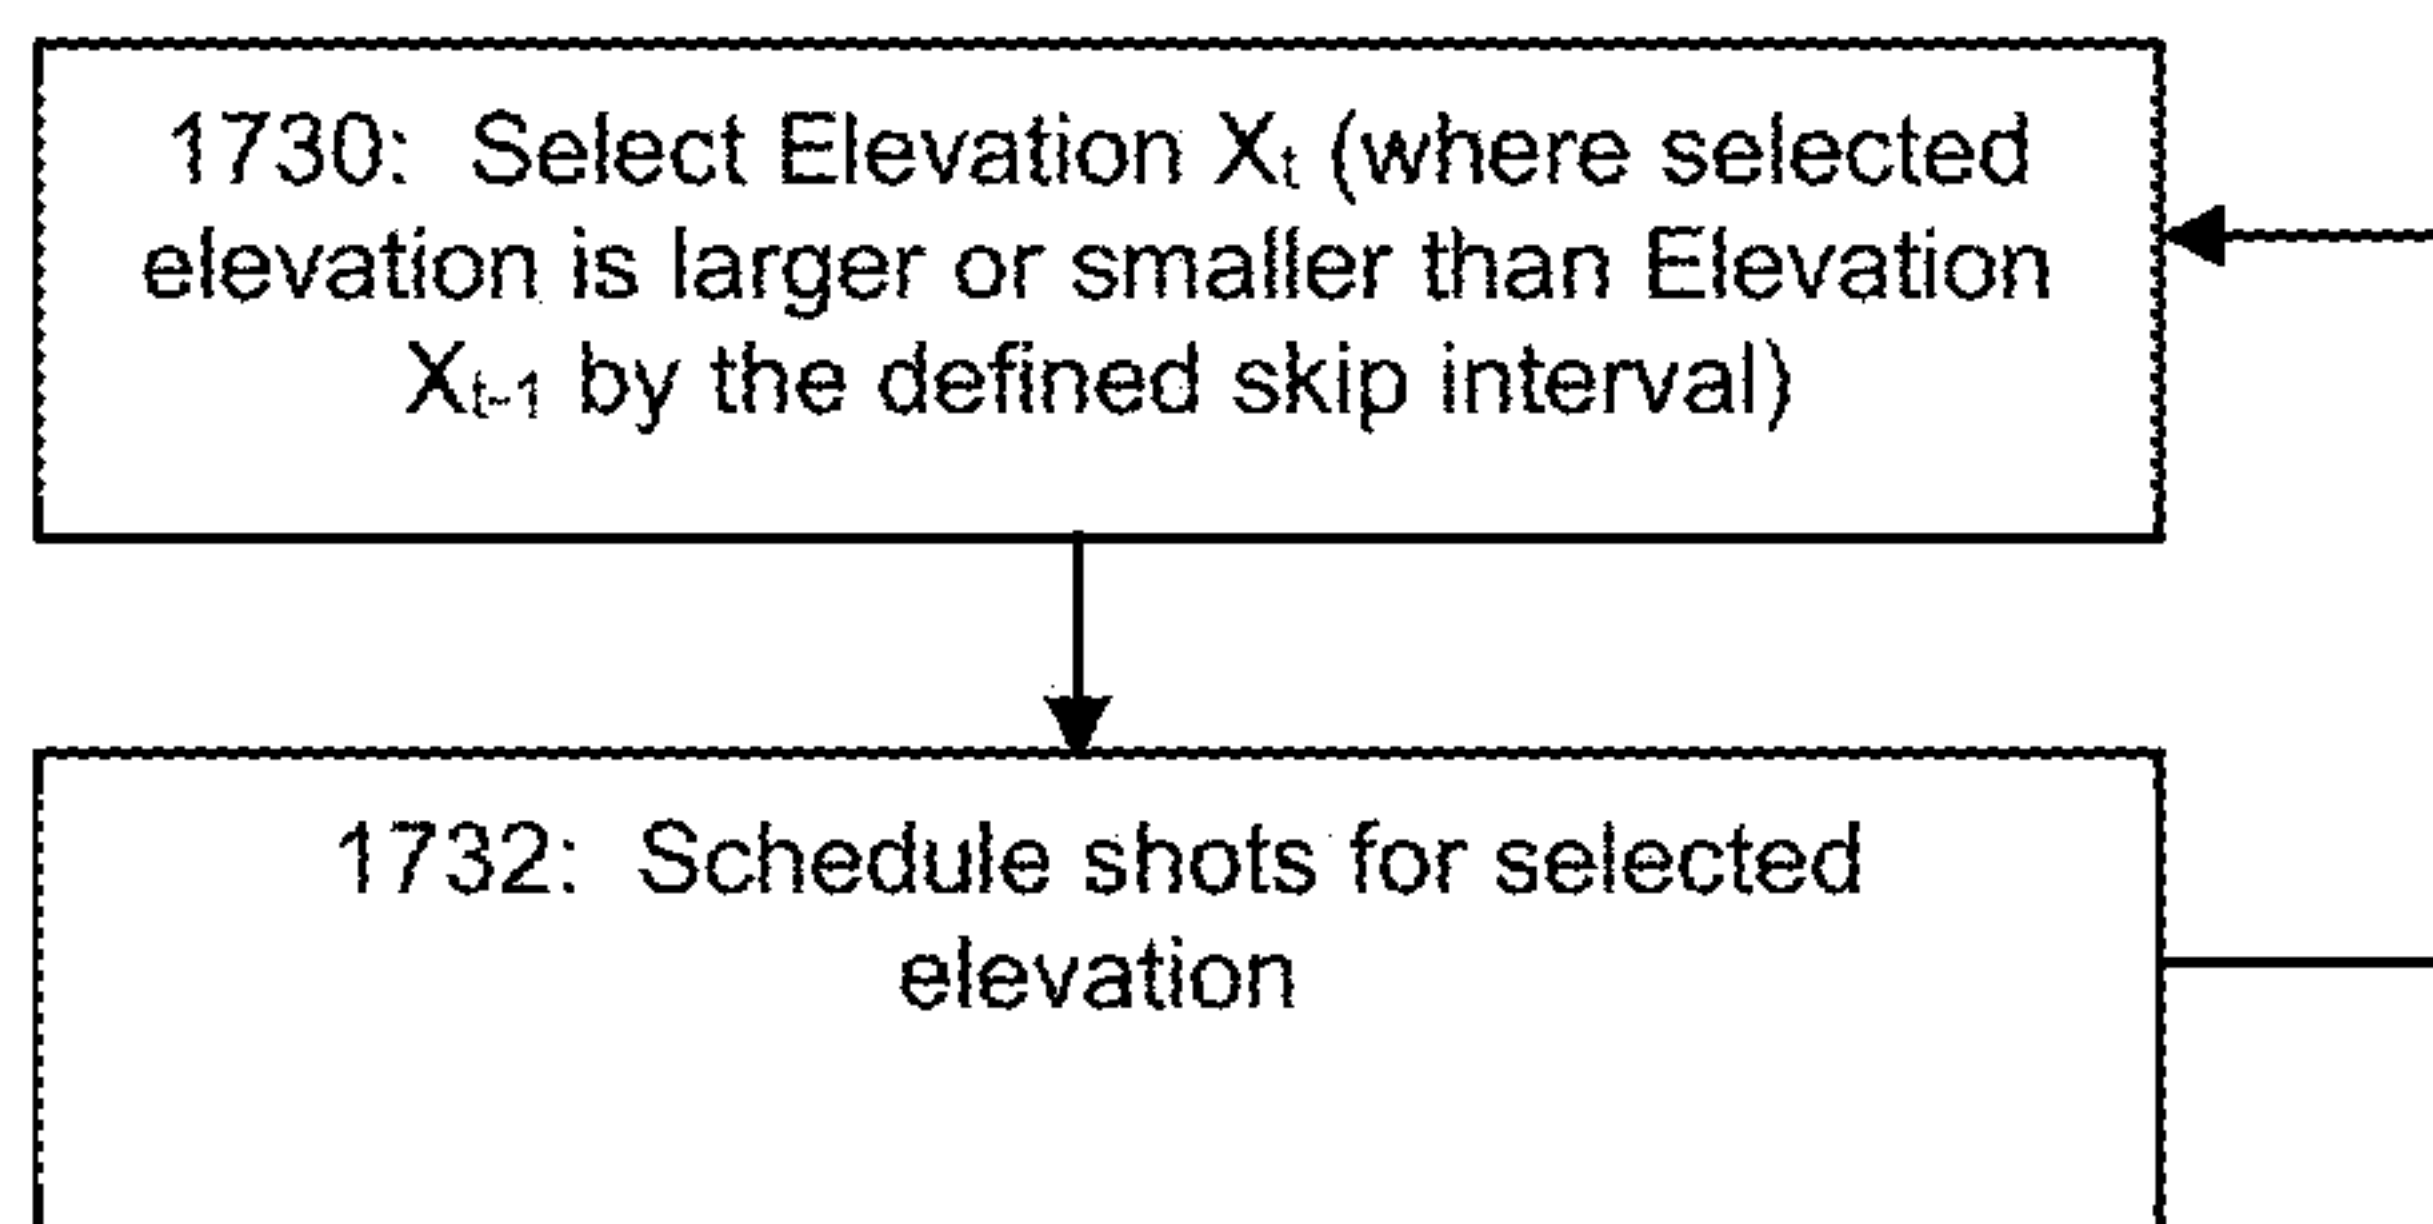 1730: Select Elevation Xt (where selected
elevation is larger or smaller than Elevation
Xt-1 by the defined skip interval)
1732: Schedule shots for selected
elevation